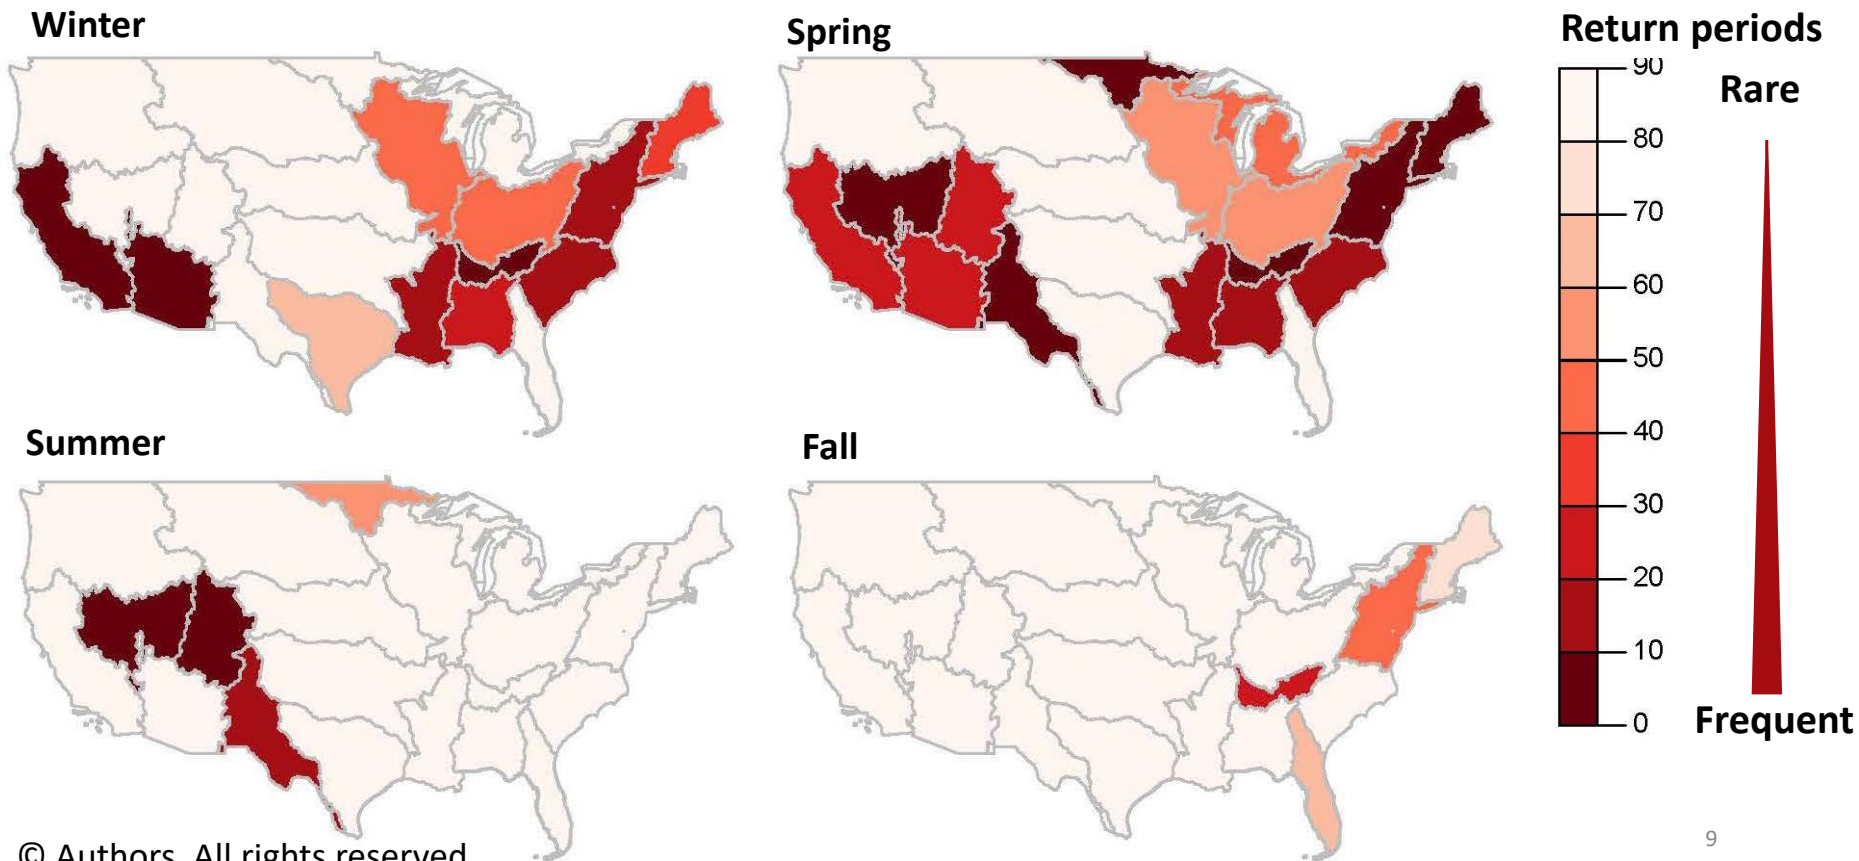 Winter
Spring
Return periods
90
Rare
80
70
60
50
40
30
20
10
0
Frequent
Summer
Fall
© Authors. All rights reserved
9